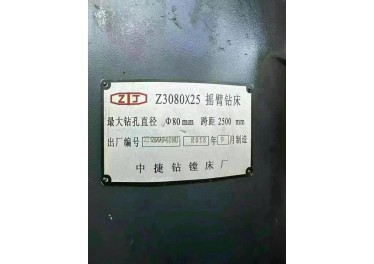 ZJ Z3080X25 摇臂钻床
最大钻孔直径 Φ80mm 跨距 2500 mm
出厂编号 年 月制造
中捷钻镗床厂